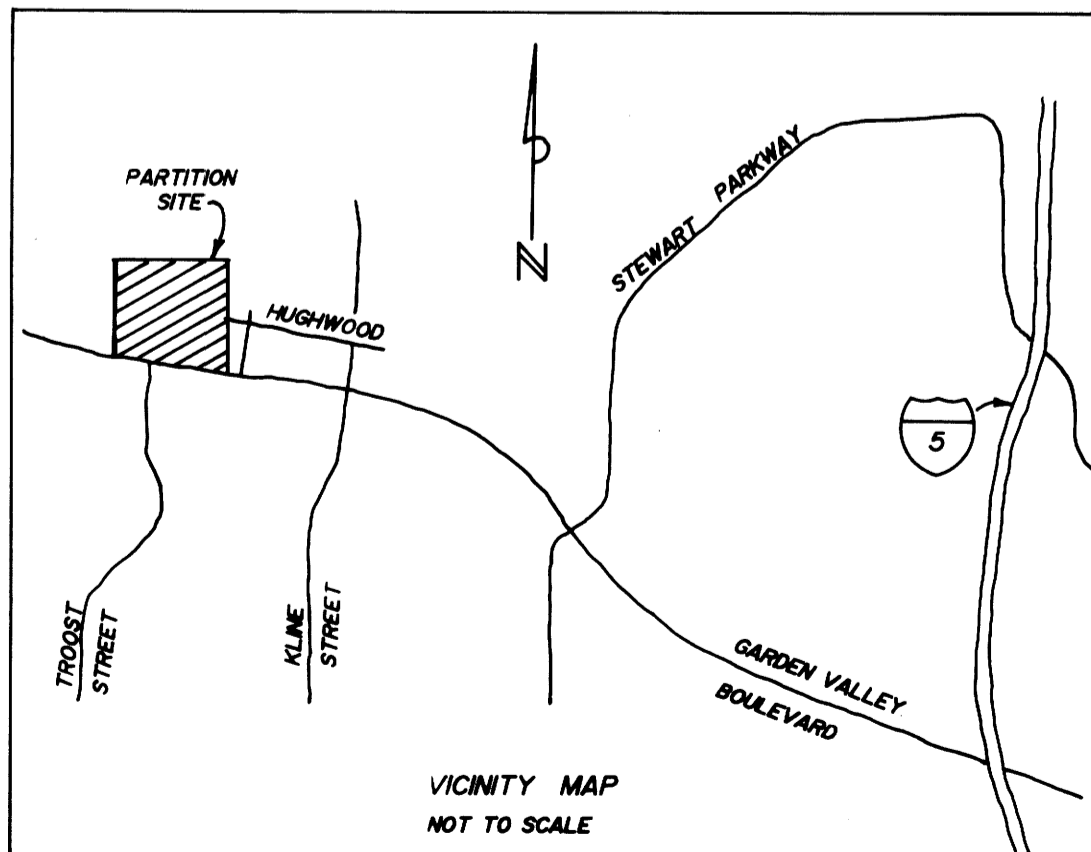 PARTITION
SITE
STEWART PARKWAY
N
HUGHWOOD
5
TROOST
STREET
KLINE
STREET
GARDEN VALLEY
BOULEVARD
VICINITY MAP
NOT TO SCALE